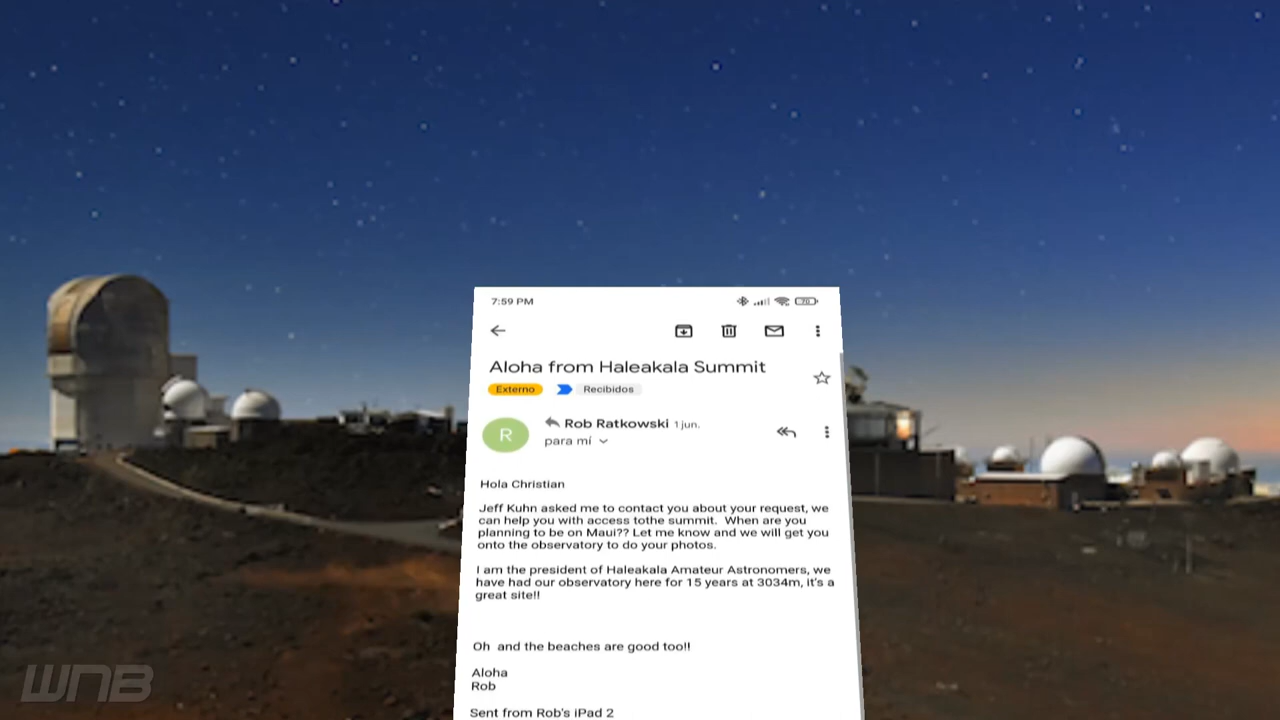 7:59 PM
70
Aloha from Haleakala Summit
Externo
Recibidos
R
Rob Ratkowski 1 jun.
para mí
Hola Christian
Jeff Kuhn asked me to contact you about your request, we
can help you with access tothe summit. When are you
planning to be on Maui?? Let me know and we will get you
onto the observatory to do your photos.
I am the president of Haleakala Amateur Astronomers, we
have had our observatory here for 15 years at 3034m, it's a
great site!!
Oh and the beaches are good too!!
Aloha
Rob
Sent from Rob's iPad 2
WNB